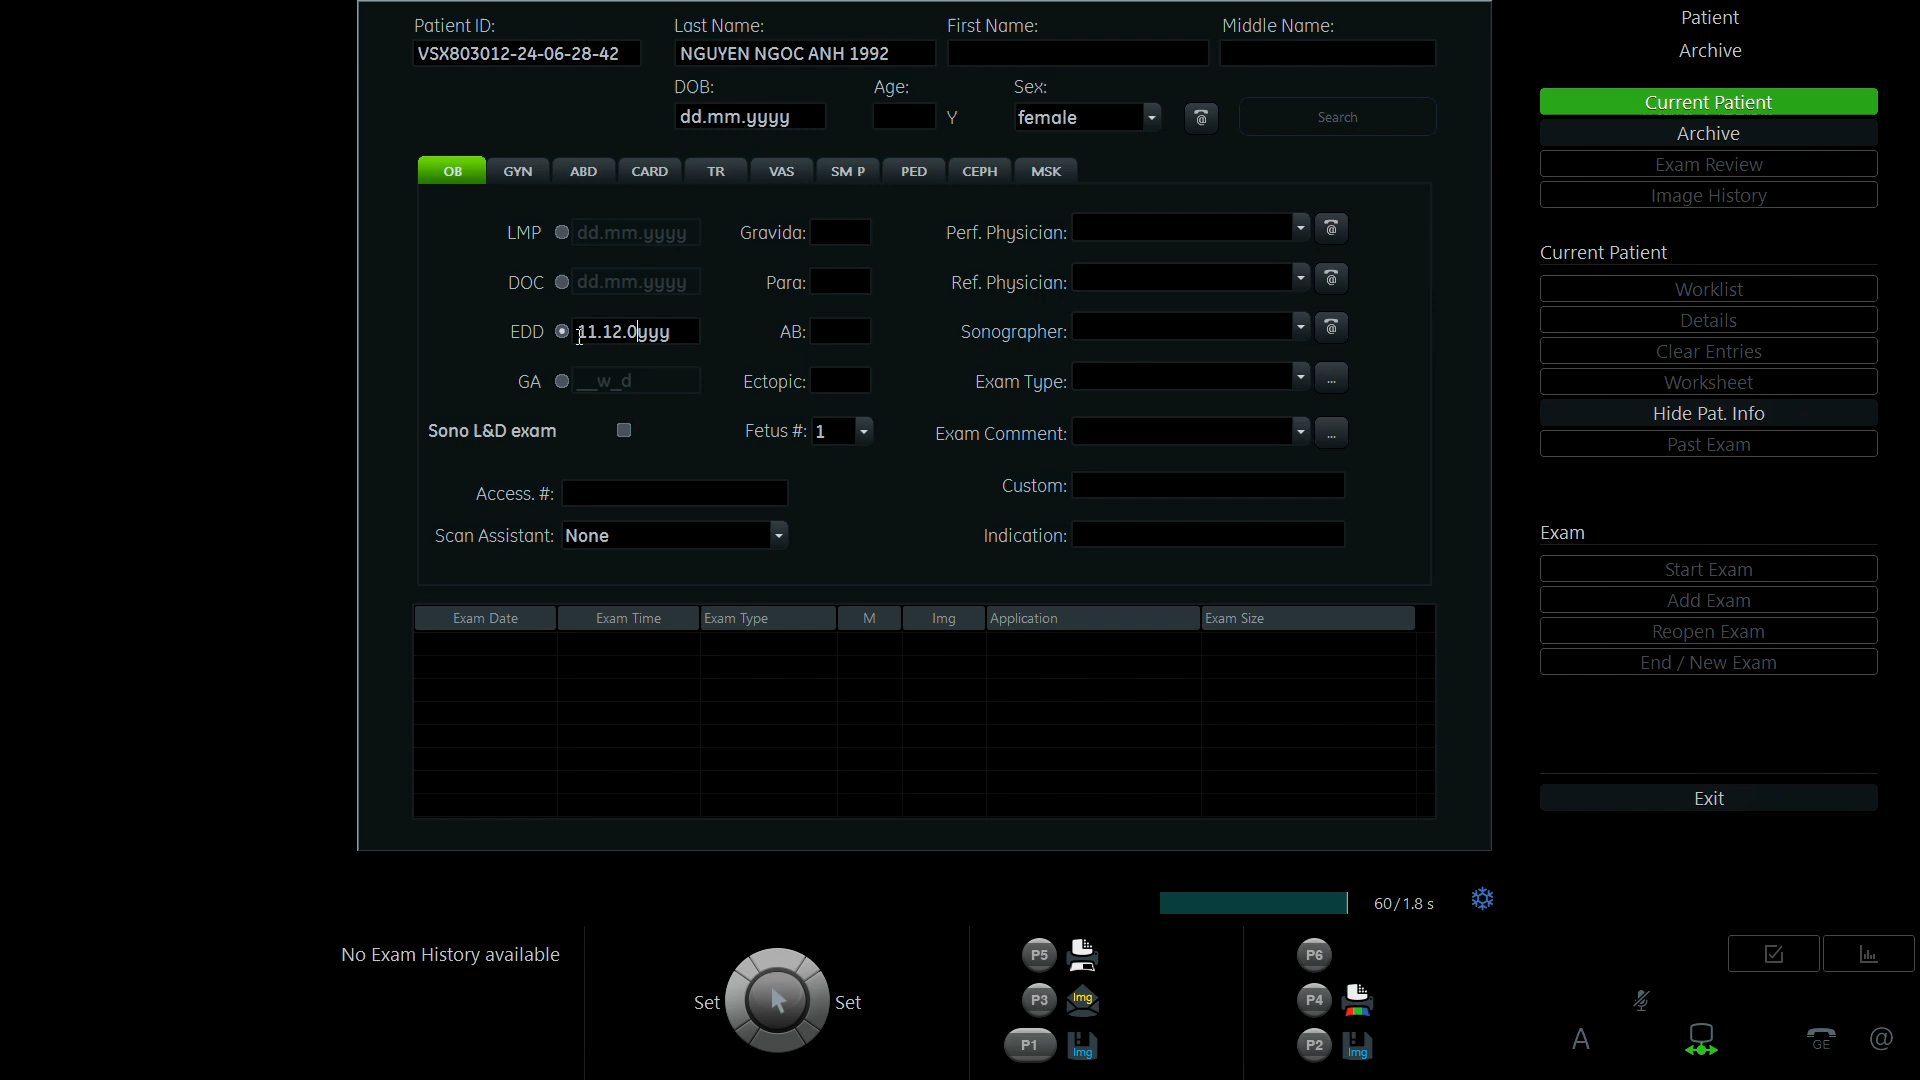 Patient ID:
VSX803012-24-06-28-42
Last Name:
NGUYEN NGOC ANH 1992
First Name:
Middle Name:
DOB:
dd.mm.yyyy
Age:
Y
Sex:
female
@
Search
OB
GYN
ABD
CARD
TR
VAS
SM P
PED
CEPH
MSK
LMP
dd.mm.yyyy
DOC
dd.mm.yyyy
EDD
11.12.0yyy
GA
__w_d
Sono L&D exam
Gravida:
Para:
AB:
Ectopic:
Fetus #:
1
Access. #:
Scan Assistant:
None
Perf. Physician:
@
Ref. Physician:
@
Sonographer:
@
Exam Type:
...
Exam Comment:
...
Custom:
Indication:
Exam Date
Exam Time
Exam Type
M
Img
Application
Exam Size
Patient
Archive
Current Patient
Archive
Exam Review
Image History
Current Patient
Worklist
Details
Clear Entries
Worksheet
Hide Pat. Info
Past Exam
Exam
Start Exam
Add Exam
Reopen Exam
End / New Exam
Exit
60/1.8 s
No Exam History available
Set
Set
P5
P3
Img
P1
Img
P6
P4
P2
Img
A
GE
@